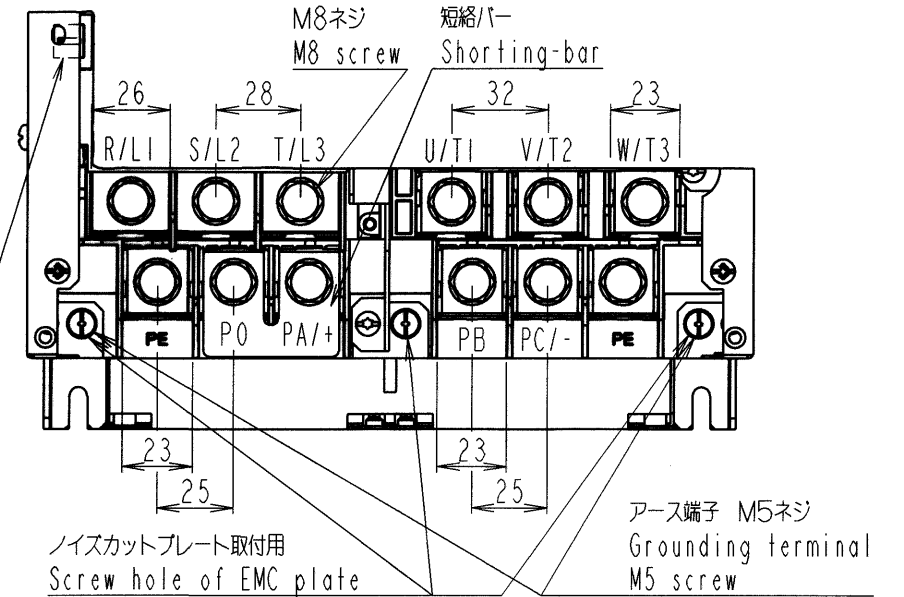 M8ネジ
M8 screw
短絡バー
Shorting-bar
26
28
32
23
R/L1
S/L2
T/L3
U/T1
V/T2
W/T3
PE
PO
PA/+
PB
PC/-
PE
23
25
23
25
ノイズカットプレート取付用
Screw hole of EMC plate
アース端子 M5ネジ
Grounding terminal
M5 screw